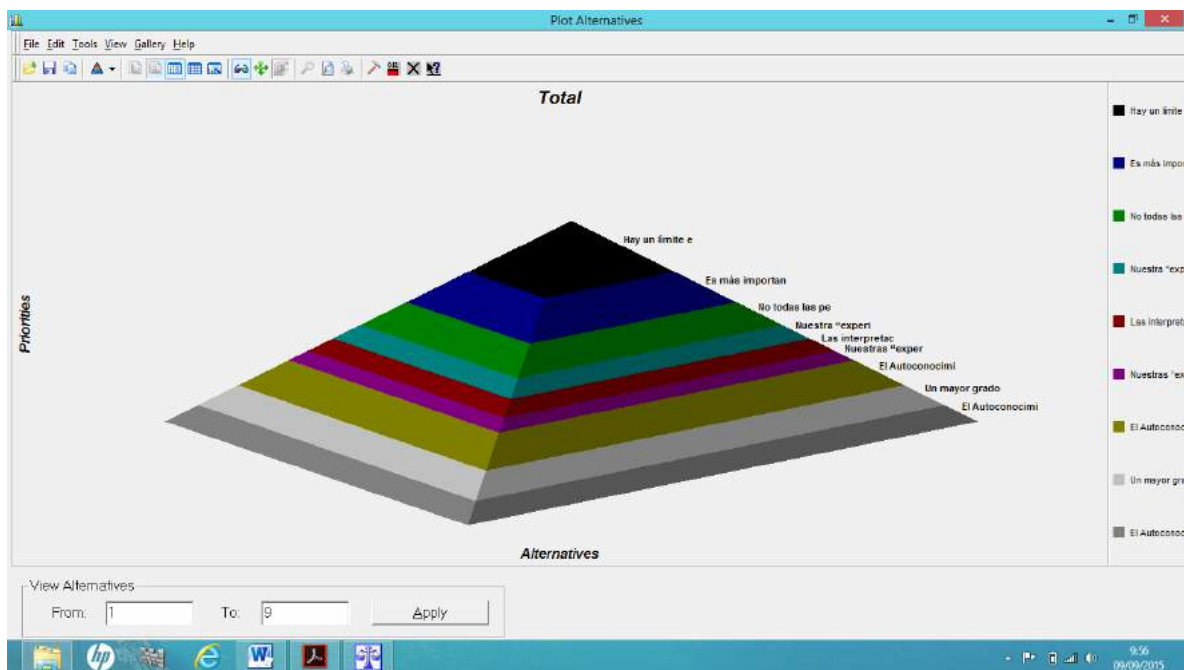 Plot Alternatives
File Edit Tools View Gallery Help
Total
Hay un límite e
Es más importan
No todas las pe
Nuestra "experi
Las interpretac
Nuestras "exper
El Autoconocimi
Un mayor grado
El Autoconocimi
Priorities
Alternatives
Hay un límite
Es más impor
No todas las
Nuestra "exp
Las interpreta
Nuestras "ex
El Autoconoc
Un mayor gra
El Autoconoc
View Alternatives
From: 1 To: 9 Apply
hp
9:56
09/09/2015